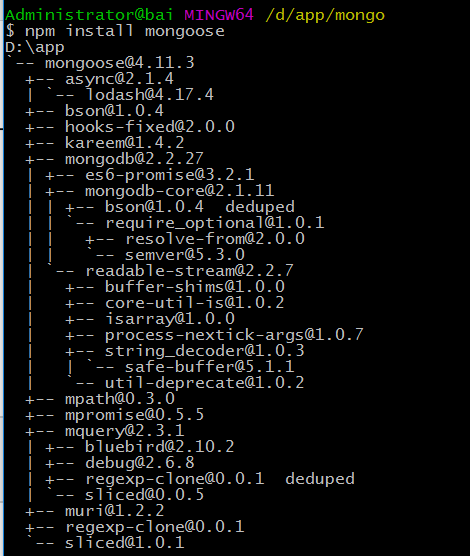 Administrator@bai MINGW64 /d/app/mongo
$ npm install mongoose
D:\app
`-- mongoose@4.11.3
  +-- async@2.1.4
  | `-- lodash@4.17.4
  +-- bson@1.0.4
  +-- hooks-fixed@2.0.0
  +-- kareem@1.4.2
  +-- mongodb@2.2.27
  | +-- es6-promise@3.2.1
  | +-- mongodb-core@2.1.11
  | | +-- bson@1.0.4  deduped
  | | `-- require_optional@1.0.1
  | |   +-- resolve-from@2.0.0
  | |   `-- semver@5.3.0
  | `-- readable-stream@2.2.7
  |   +-- buffer-shims@1.0.0
  |   +-- core-util-is@1.0.2
  |   +-- isarray@1.0.0
  |   +-- process-nextick-args@1.0.7
  |   +-- string_decoder@1.0.3
  |   | `-- safe-buffer@5.1.1
  |   `-- util-deprecate@1.0.2
  +-- mpath@0.3.0
  +-- mpromise@0.5.5
  +-- mquery@2.3.1
  | +-- bluebird@2.10.2
  | +-- debug@2.6.8
  | +-- regexp-clone@0.0.1  deduped
  | `-- sliced@0.0.5
  +-- muri@1.2.2
  +-- regexp-clone@0.0.1
  `-- sliced@1.0.1